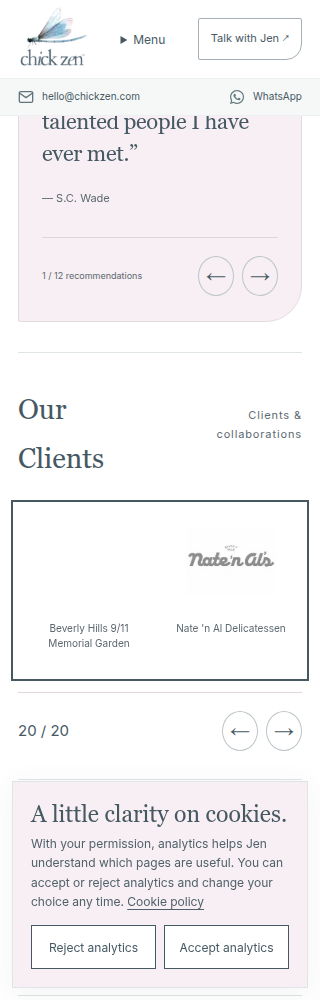 chick zen
▶ Menu
Talk with Jen ↗
hello@chickzen.com
WhatsApp
talented people I have
ever met.”
— S.C. Wade
1 / 12 recommendations
← →
Our
Clients
Clients &
collaborations
Nate 'n Al's
Beverly Hills 9/11
Memorial Garden
Nate 'n Al Delicatessen
20 / 20
← →
A little clarity on cookies.
With your permission, analytics helps Jen
understand which pages are useful. You can
accept or reject analytics and change your
choice any time. Cookie policy
Reject analytics
Accept analytics